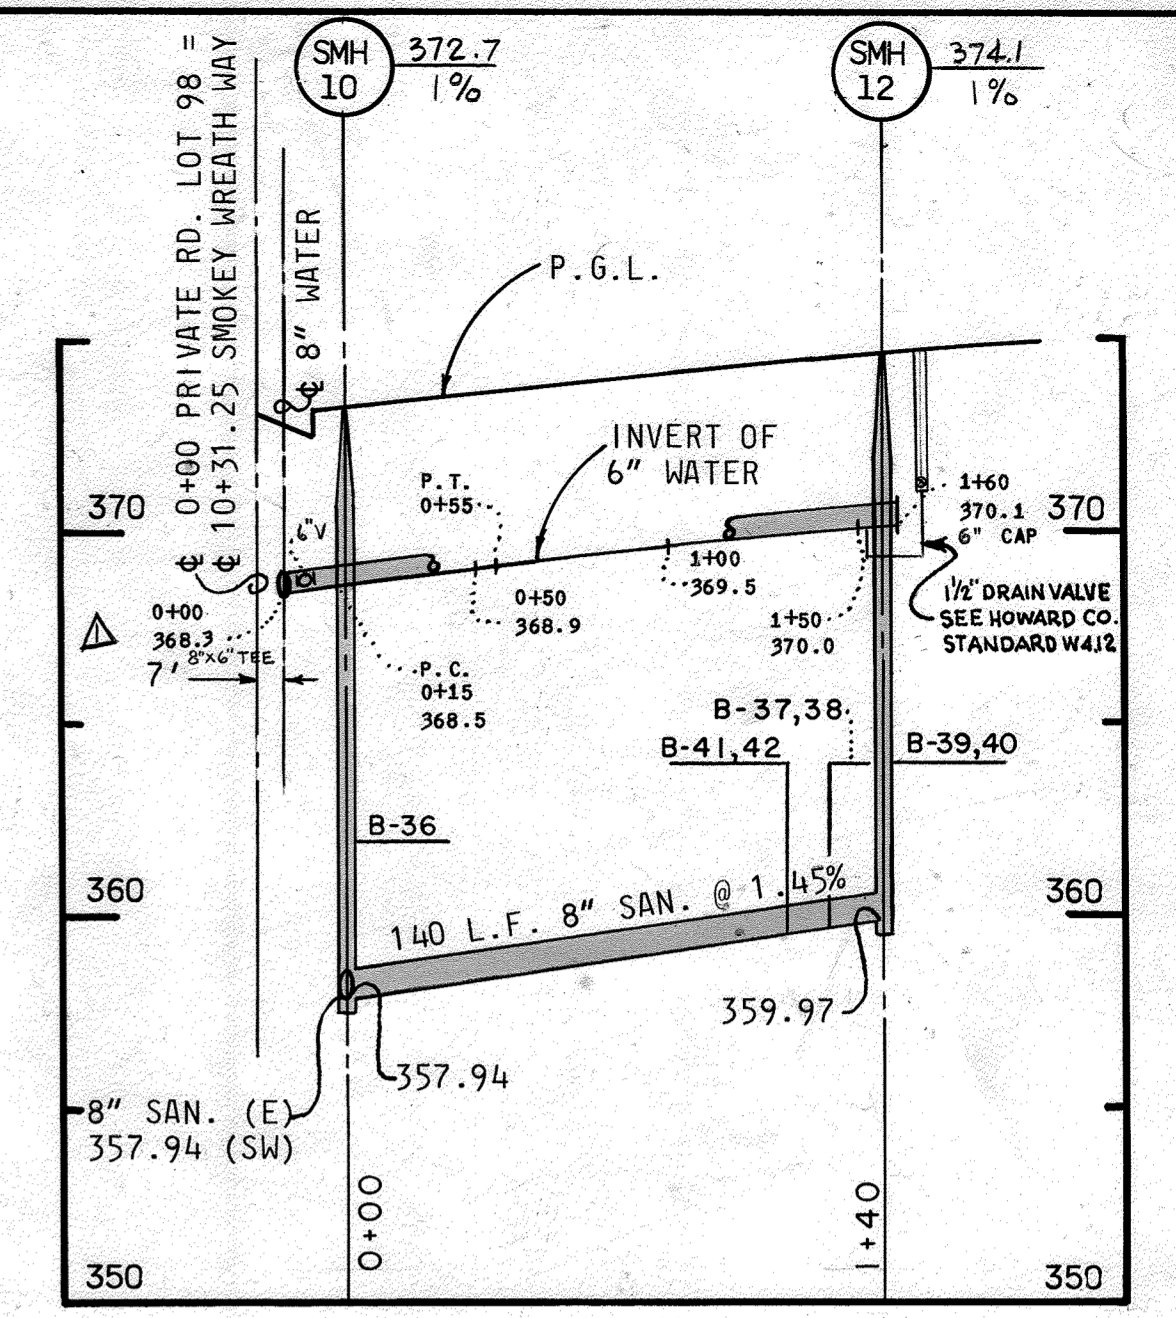 SMH
10
372.7
1%
SMH
12
374.1
1%
℄ 0+00 PRIVATE RD. LOT 98 =
℄ 10+31.25 SMOKEY WREATH WAY
℄ 8" WATER
P.G.L.
INVERT OF
6" WATER
370
P.T.
0+55
6"V
1+60
370.1
6" CAP
370
1+00
369.5
1½" DRAIN VALVE
SEE HOWARD CO.
STANDARD W4.12
0+00
368.3
8"x6" TEE
7'
1
0+50
368.9
1+50
370.0
P.C.
0+15
368.5
B-37,38
B-41,42
B-39,40
B-36
360
140 L.F. 8" SAN. @ 1.45%
360
359.97
357.94
8" SAN. (E)
357.94 (SW)
0+00
1+40
350
350